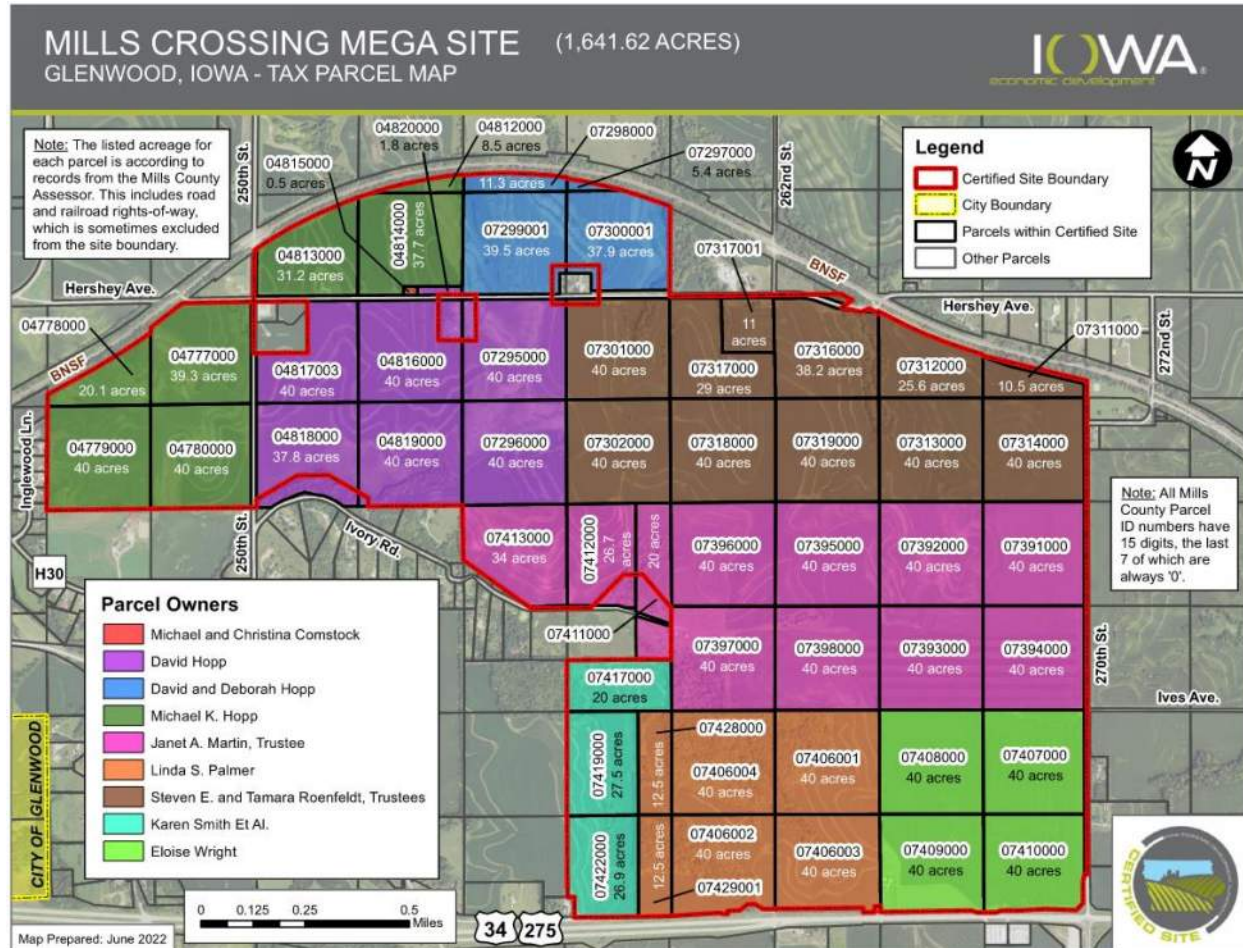 MILLS CROSSING MEGA SITE (1,641.62 ACRES)
GLENWOOD, IOWA - TAX PARCEL MAP
IOWA
economic development
Note: The listed acreage for
each parcel is according to
records from the Mills County
Assessor. This includes road
and railroad rights-of-way,
which is sometimes excluded
from the site boundary.
250th St.
04815000
0.5 acres
04820000
1.8 acres
04812000
8.5 acres
07298000
11.3 acres
07297000
5.4 acres
262nd St.
Legend
Certified Site Boundary
City Boundary
Parcels within Certified Site
Other Parcels
N
04813000
31.2 acres
04814000
37.7 acres
07299001
39.5 acres
07300001
37.9 acres
07317001
11
acres
BNSF
Hershey Ave.
Hershey Ave.
272nd St.
04778000
20.1 acres
BNSF
04777000
39.3 acres
04817003
40 acres
04816000
40 acres
07295000
40 acres
07301000
40 acres
07317000
29 acres
07316000
38.2 acres
07312000
25.6 acres
07311000
10.5 acres
Inglewood Ln.
04779000
40 acres
04780000
40 acres
04818000
37.8 acres
04819000
40 acres
07296000
40 acres
07302000
40 acres
07318000
40 acres
07319000
40 acres
07313000
40 acres
07314000
40 acres
Note: All Mills
County Parcel
ID numbers have
15 digits, the last
7 of which are
always '0'.
H30
250th St.
Ivory Rd.
07413000
34 acres
07412000
26.7
acres
20 acres
07411000
07396000
40 acres
07395000
40 acres
07392000
40 acres
07391000
40 acres
07397000
40 acres
07398000
40 acres
07393000
40 acres
07394000
40 acres
270th St.
Ives Ave.
Parcel Owners
Michael and Christina Comstock
David Hopp
David and Deborah Hopp
Michael K. Hopp
Janet A. Martin, Trustee
Linda S. Palmer
Steven E. and Tamara Roenfeldt, Trustees
Karen Smith Et Al.
Eloise Wright
07417000
20 acres
07419000
27.5 acres
07428000
12.5 acres
07406004
40 acres
07406001
40 acres
07408000
40 acres
07407000
40 acres
07422000
26.9 acres
12.5 acres
07429001
07406002
40 acres
07406003
40 acres
07409000
40 acres
07410000
40 acres
CITY OF GLENWOOD
0 0.125 0.25 0.5
Miles
34 275
Map Prepared: June 2022
CERTIFIED SITE